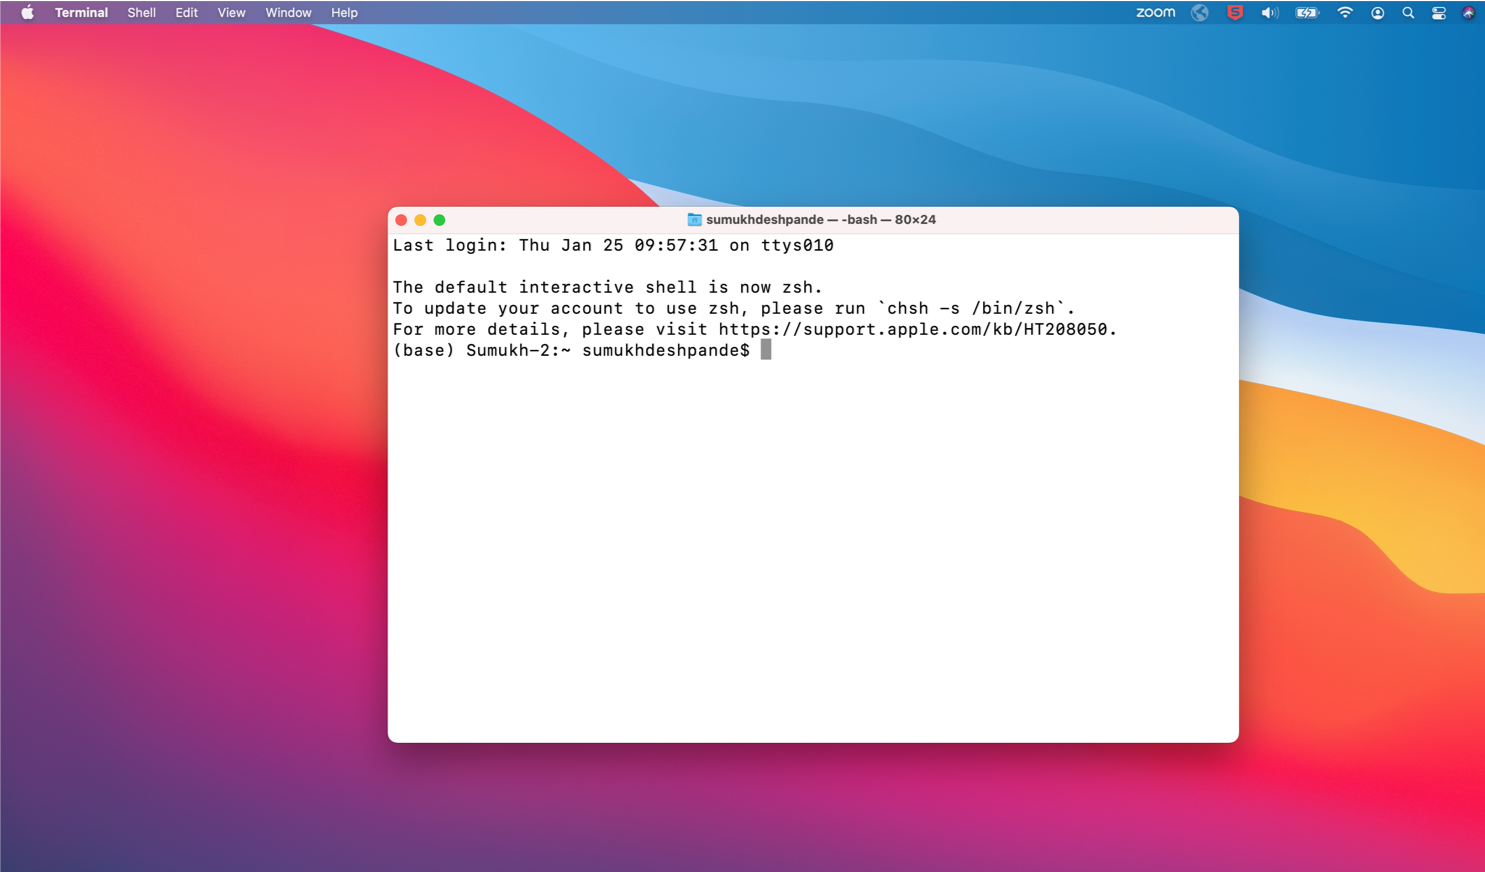 Terminal Shell Edit View Window Help zoom 5
sumukhdeshpande — -bash — 80×24
Last login: Thu Jan 25 09:57:31 on ttys010
The default interactive shell is now zsh.
To update your account to use zsh, please run `chsh -s /bin/zsh`.
For more details, please visit https://support.apple.com/kb/HT208050.
(base) Sumukh-2:~ sumukhdeshpande$